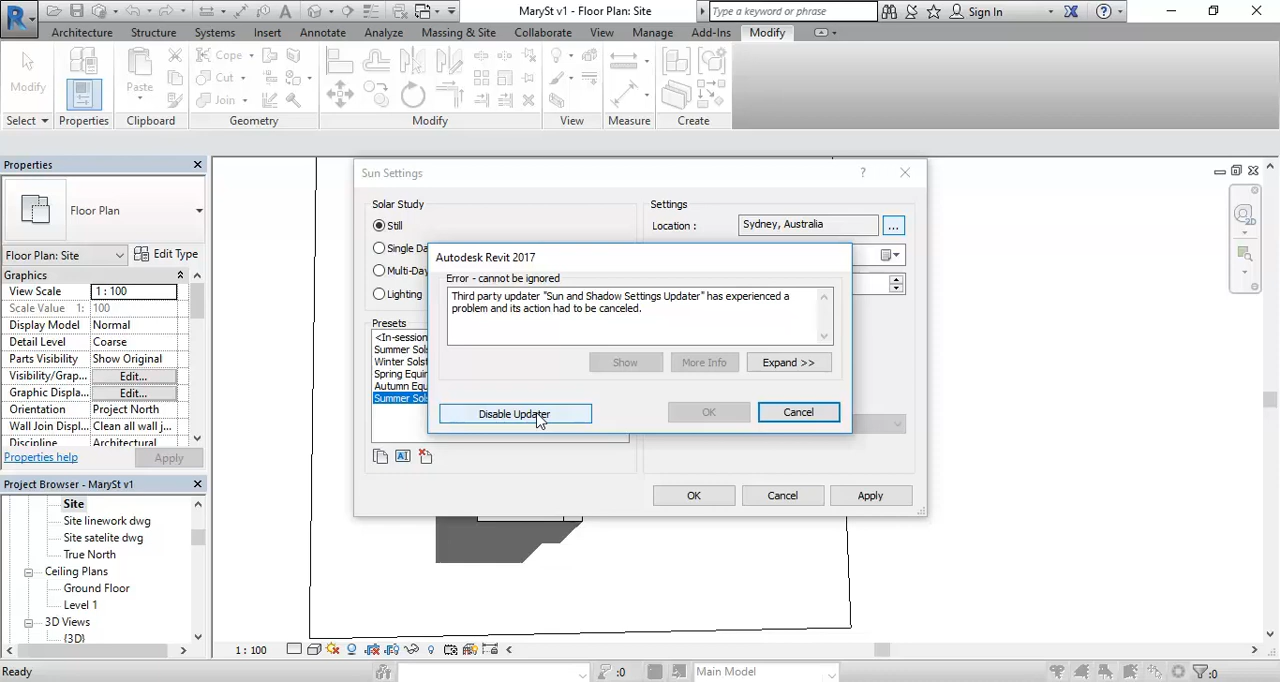 MarySt v1 - Floor Plan: Site
Type a keyword or phrase
Sign In
Architecture Structure Systems Insert Annotate Analyze Massing & Site Collaborate View Manage Add-Ins Modify
Modify
Paste
Cope
Cut
Join
Select Properties Clipboard Geometry Modify View Measure Create
Properties
Floor Plan
Floor Plan: Site
Edit Type
Graphics
View Scale 1 : 100
Scale Value 1: 100
Display Model Normal
Detail Level Coarse
Parts Visibility Show Original
Visibility/Grap... Edit...
Graphic Displa... Edit...
Orientation Project North
Wall Join Displ... Clean all wall j...
Discipline Architectural
Properties help
Apply
Project Browser - MarySt v1
Site
Site linework dwg
Site satelite dwg
True North
Ceiling Plans
Ground Floor
Level 1
3D Views
{3D}
Sun Settings
Solar Study
Still
Single Da
Multi-Day
Lighting
Presets
<In-session
Summer Sols
Winter Solst
Spring Equin
Autumn Equ
Summer Sols
Settings
Location :
Sydney, Australia
...
OK
Cancel
Apply
Autodesk Revit 2017
Error - cannot be ignored
Third party updater "Sun and Shadow Settings Updater" has experienced a
problem and its action had to be canceled.
Show
More Info
Expand >>
Disable Updater
OK
Cancel
1 : 100
Ready
:0
Main Model
:0